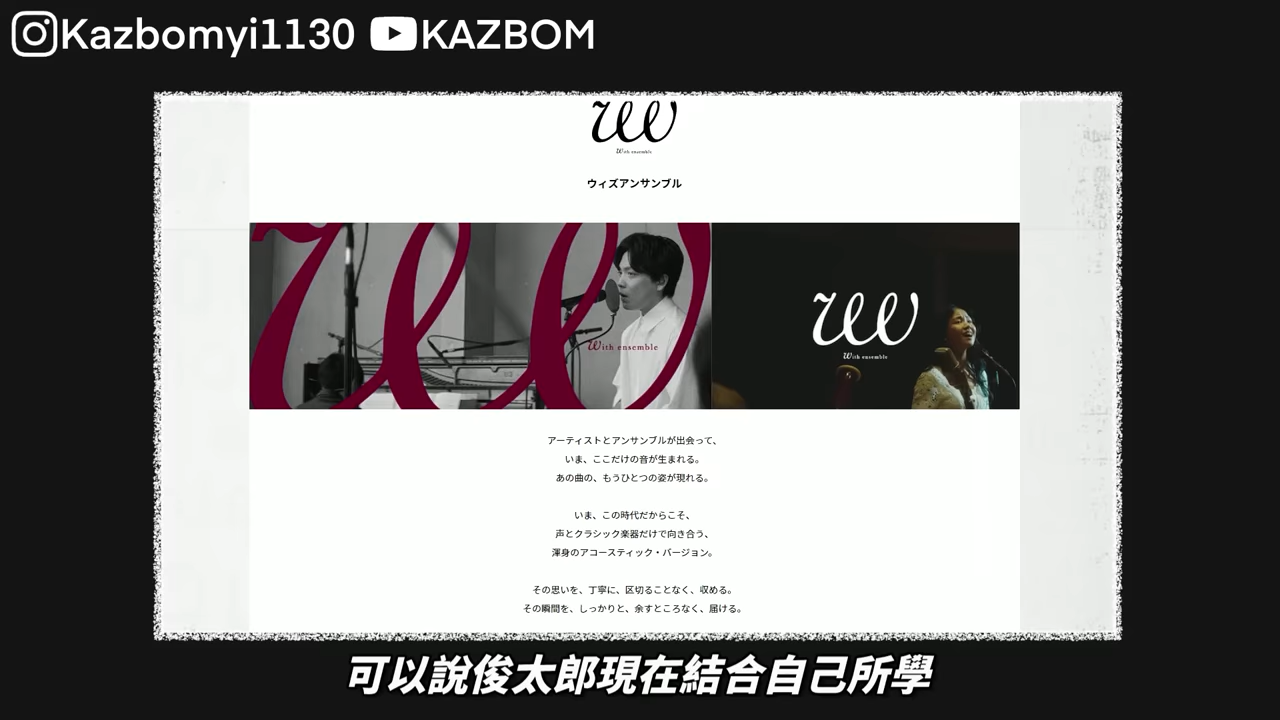 Kazbomyi1130 KAZBOM
With ensemble
ウィズアンサンブル
With ensemble
With ensemble
アーティストとアンサンブルが出会って、
いま、ここだけの音が生まれる。
あの曲の、もうひとつの姿が現れる。
いま、この時代だからこそ、
声とクラシック楽器だけで向き合う、
渾身のアコースティック・バージョン。
その思いを、丁寧に、区切ることなく、収める。
その瞬間を、しっかりと、余すところなく、届ける。
可以說俊太郎現在結合自己所學